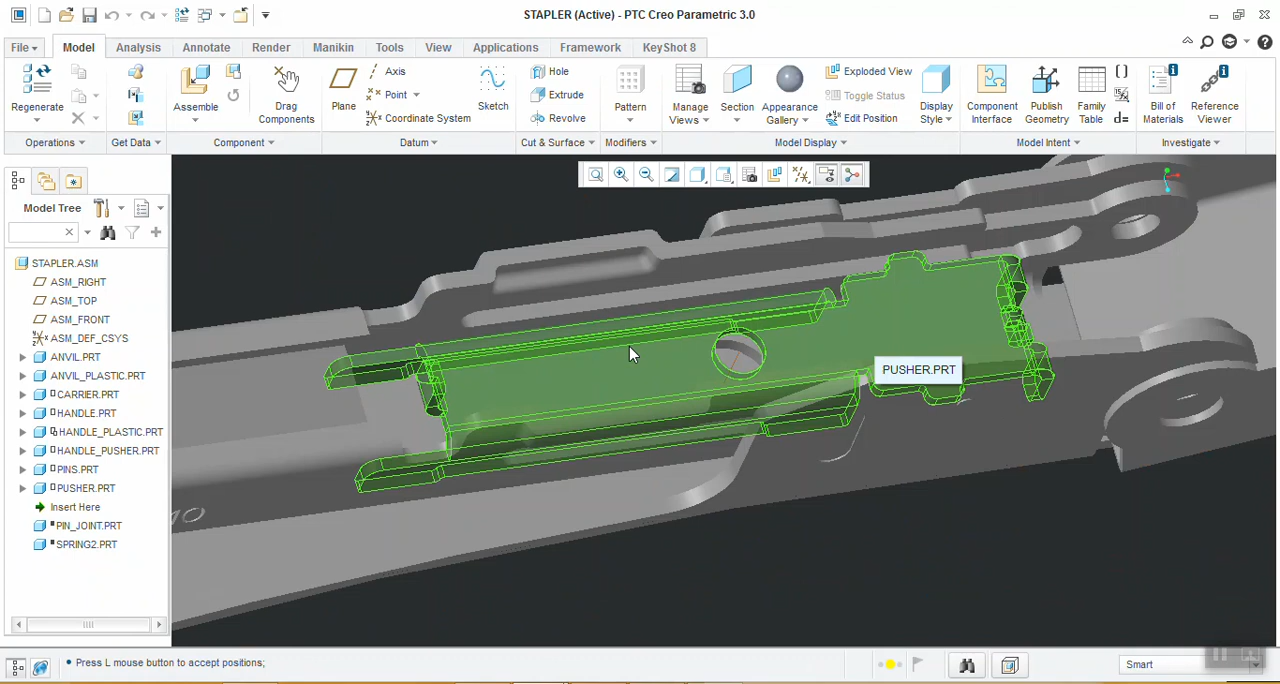 STAPLER (Active) - PTC Creo Parametric 3.0
File Model Analysis Annotate Render Manikin Tools View Applications Framework KeyShot 8
Regenerate
Assemble
Drag Components
Plane
Axis
Point
Coordinate System
Sketch
Hole
Extrude
Revolve
Pattern
Manage Views
Section
Appearance Gallery
Exploded View
Toggle Status
Edit Position
Display Style
Component Interface
Publish Geometry
Family Table
d=
Bill of Materials
Reference Viewer
Operations Get Data Component Datum Cut & Surface Modifiers Model Display Model Intent Investigate
Model Tree
STAPLER.ASM
ASM_RIGHT
ASM_TOP
ASM_FRONT
ASM_DEF_CSYS
ANVIL.PRT
ANVIL_PLASTIC.PRT
CARRIER.PRT
HANDLE.PRT
HANDLE_PLASTIC.PRT
HANDLE_PUSHER.PRT
PINS.PRT
PUSHER.PRT
Insert Here
PIN_JOINT.PRT
SPRING2.PRT
PUSHER.PRT
Press L mouse button to accept positions;
Smart